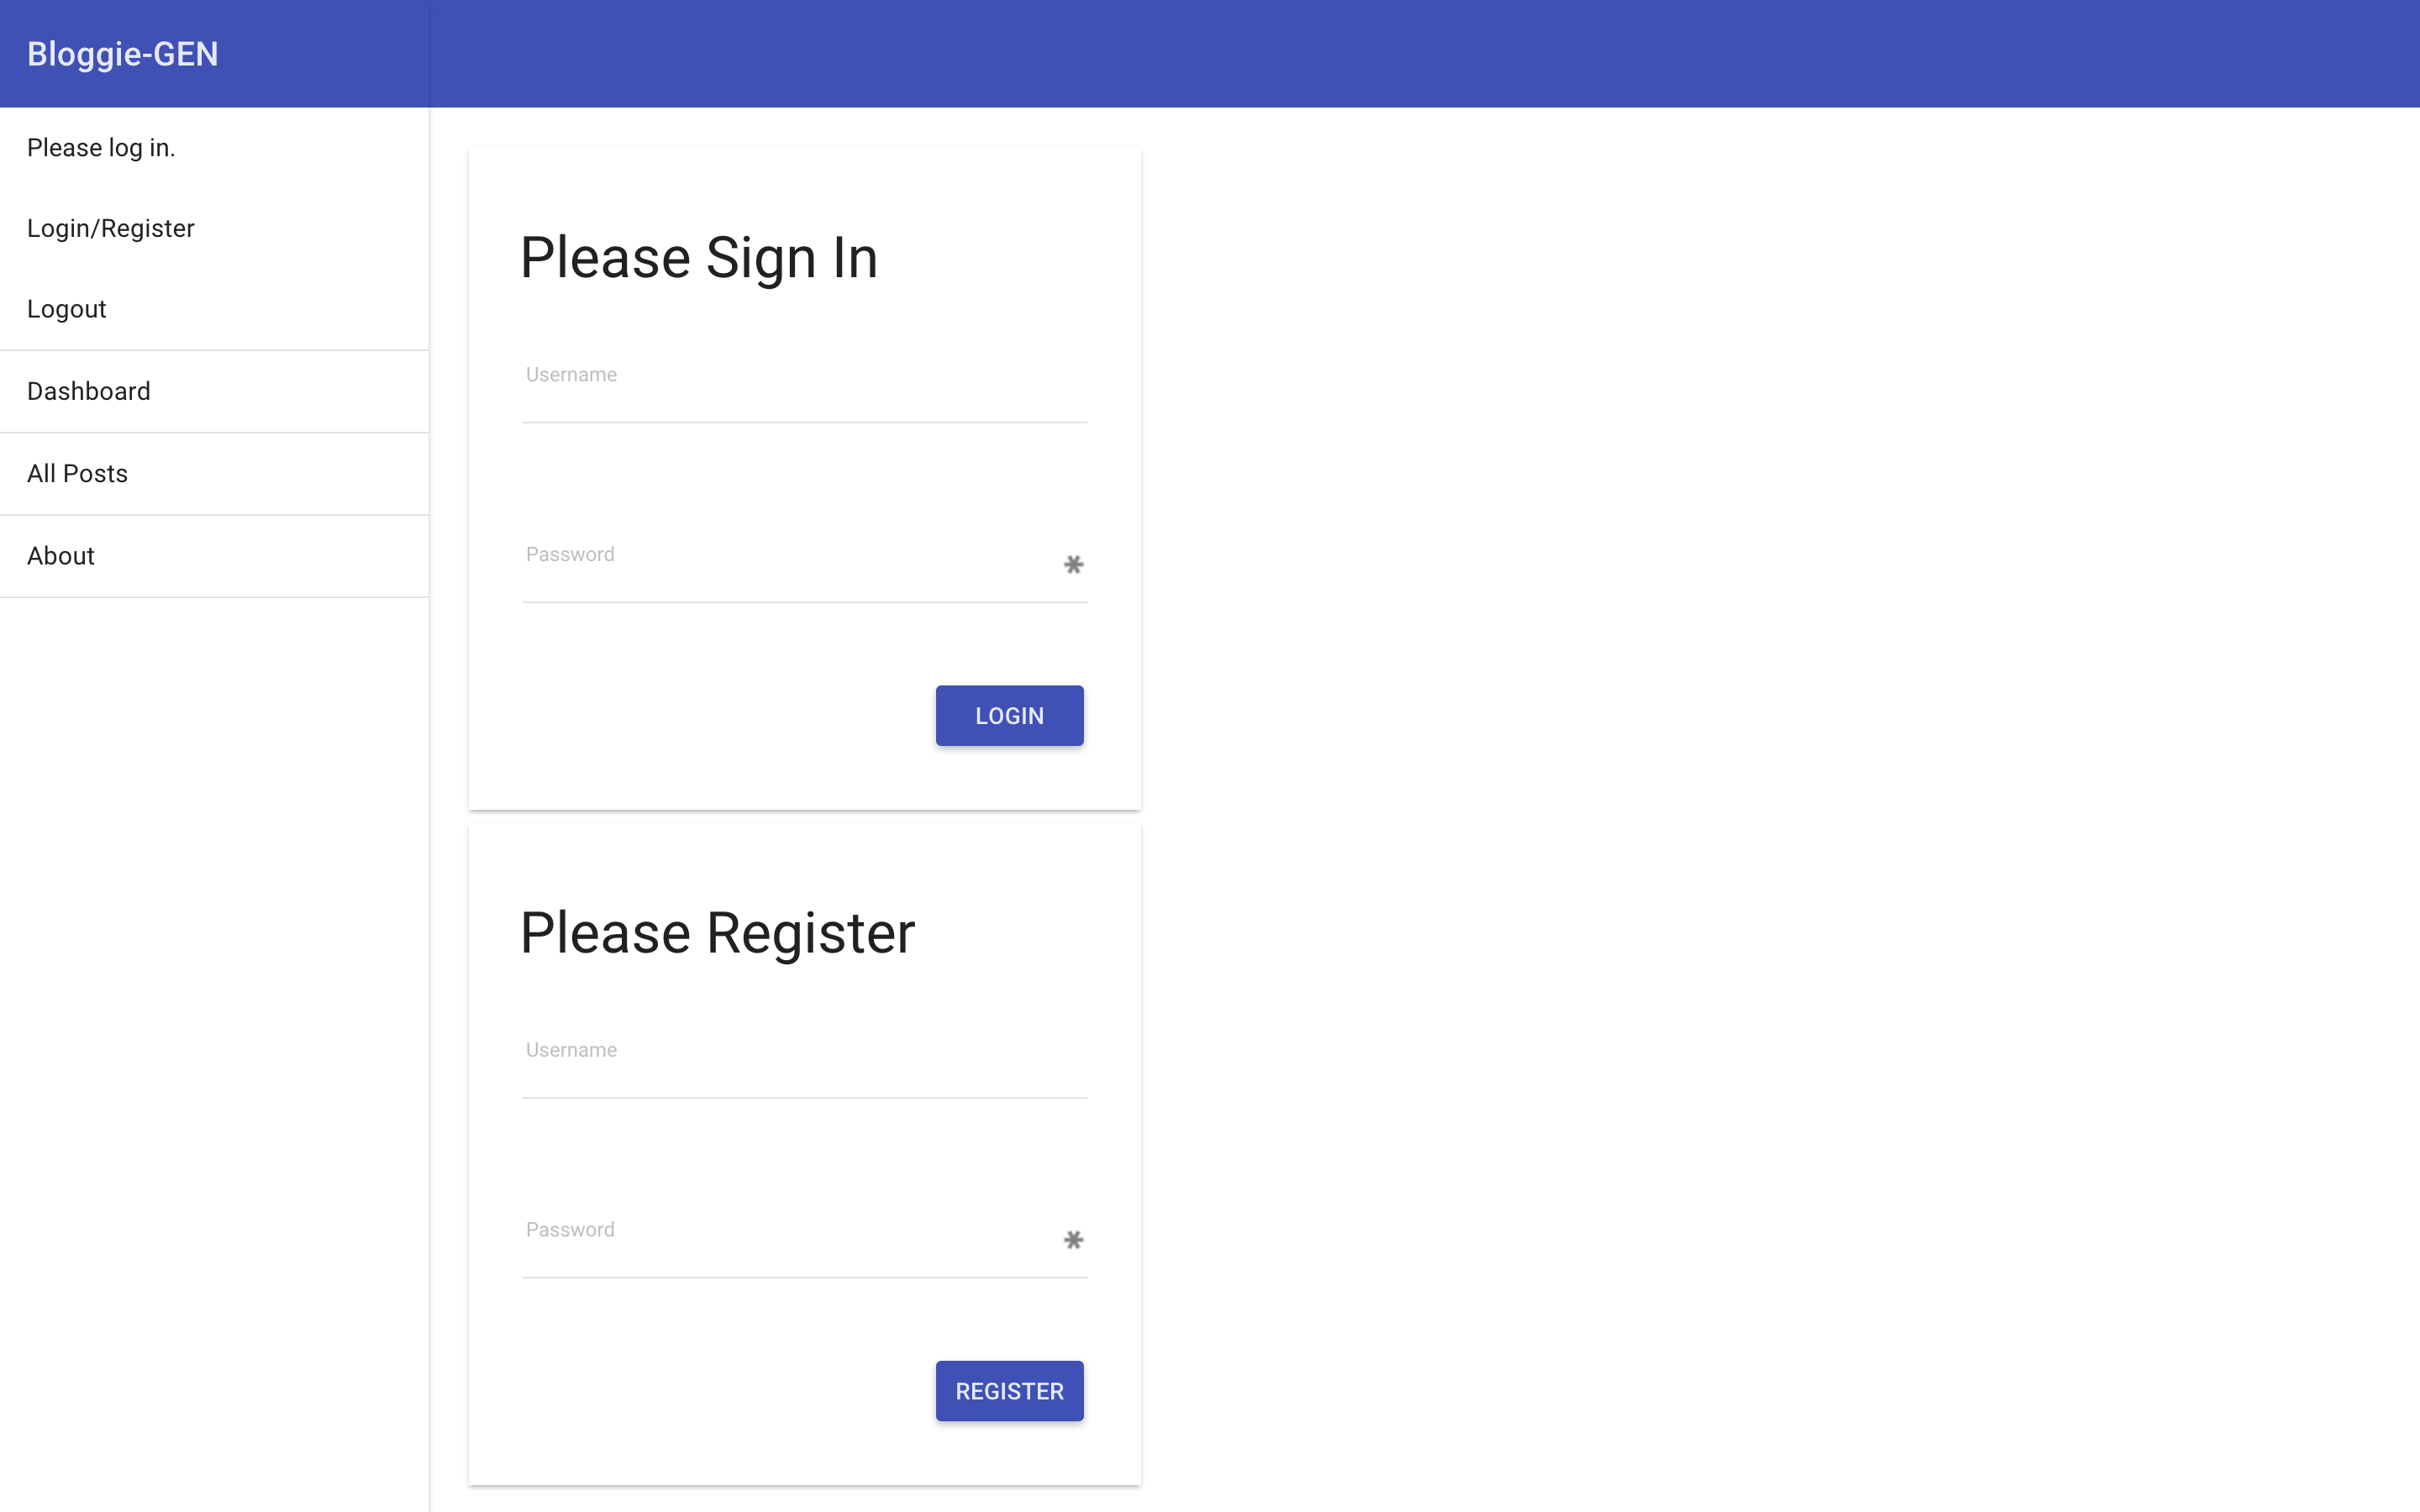 Bloggie-GEN
Please log in.
Login/Register
Logout
Dashboard
All Posts
About
Please Sign In
Username
Password
LOGIN
Please Register
Username
Password
REGISTER